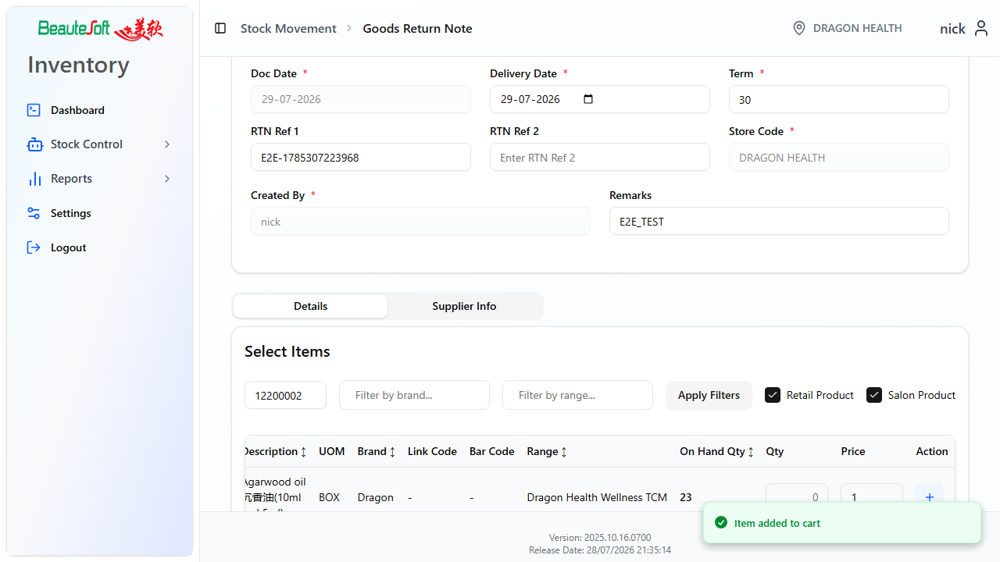 BeauteSoft 美软
Inventory
Dashboard
Stock Control
Reports
Settings
Logout
Stock Movement > Goods Return Note
DRAGON HEALTH
nick
Doc Date *
Delivery Date *
Term *
29-07-2026
29-07-2026
30
RTN Ref 1
RTN Ref 2
Store Code *
E2E-1785307223968
Enter RTN Ref 2
DRAGON HEALTH
Created By *
Remarks
nick
E2E_TEST
Details
Supplier Info
Select Items
12200002
Filter by brand...
Filter by range...
Apply Filters
Retail Product
Salon Product
Description
UOM
Brand
Link Code
Bar Code
Range
On Hand Qty
Qty
Price
Action
Agarwood oil
沉香油(10ml
BOX
Dragon
-
-
Dragon Health Wellness TCM
23
0
1
+
Item added to cart
Version: 2025.10.16.0700
Release Date: 28/07/2026 21:35:14